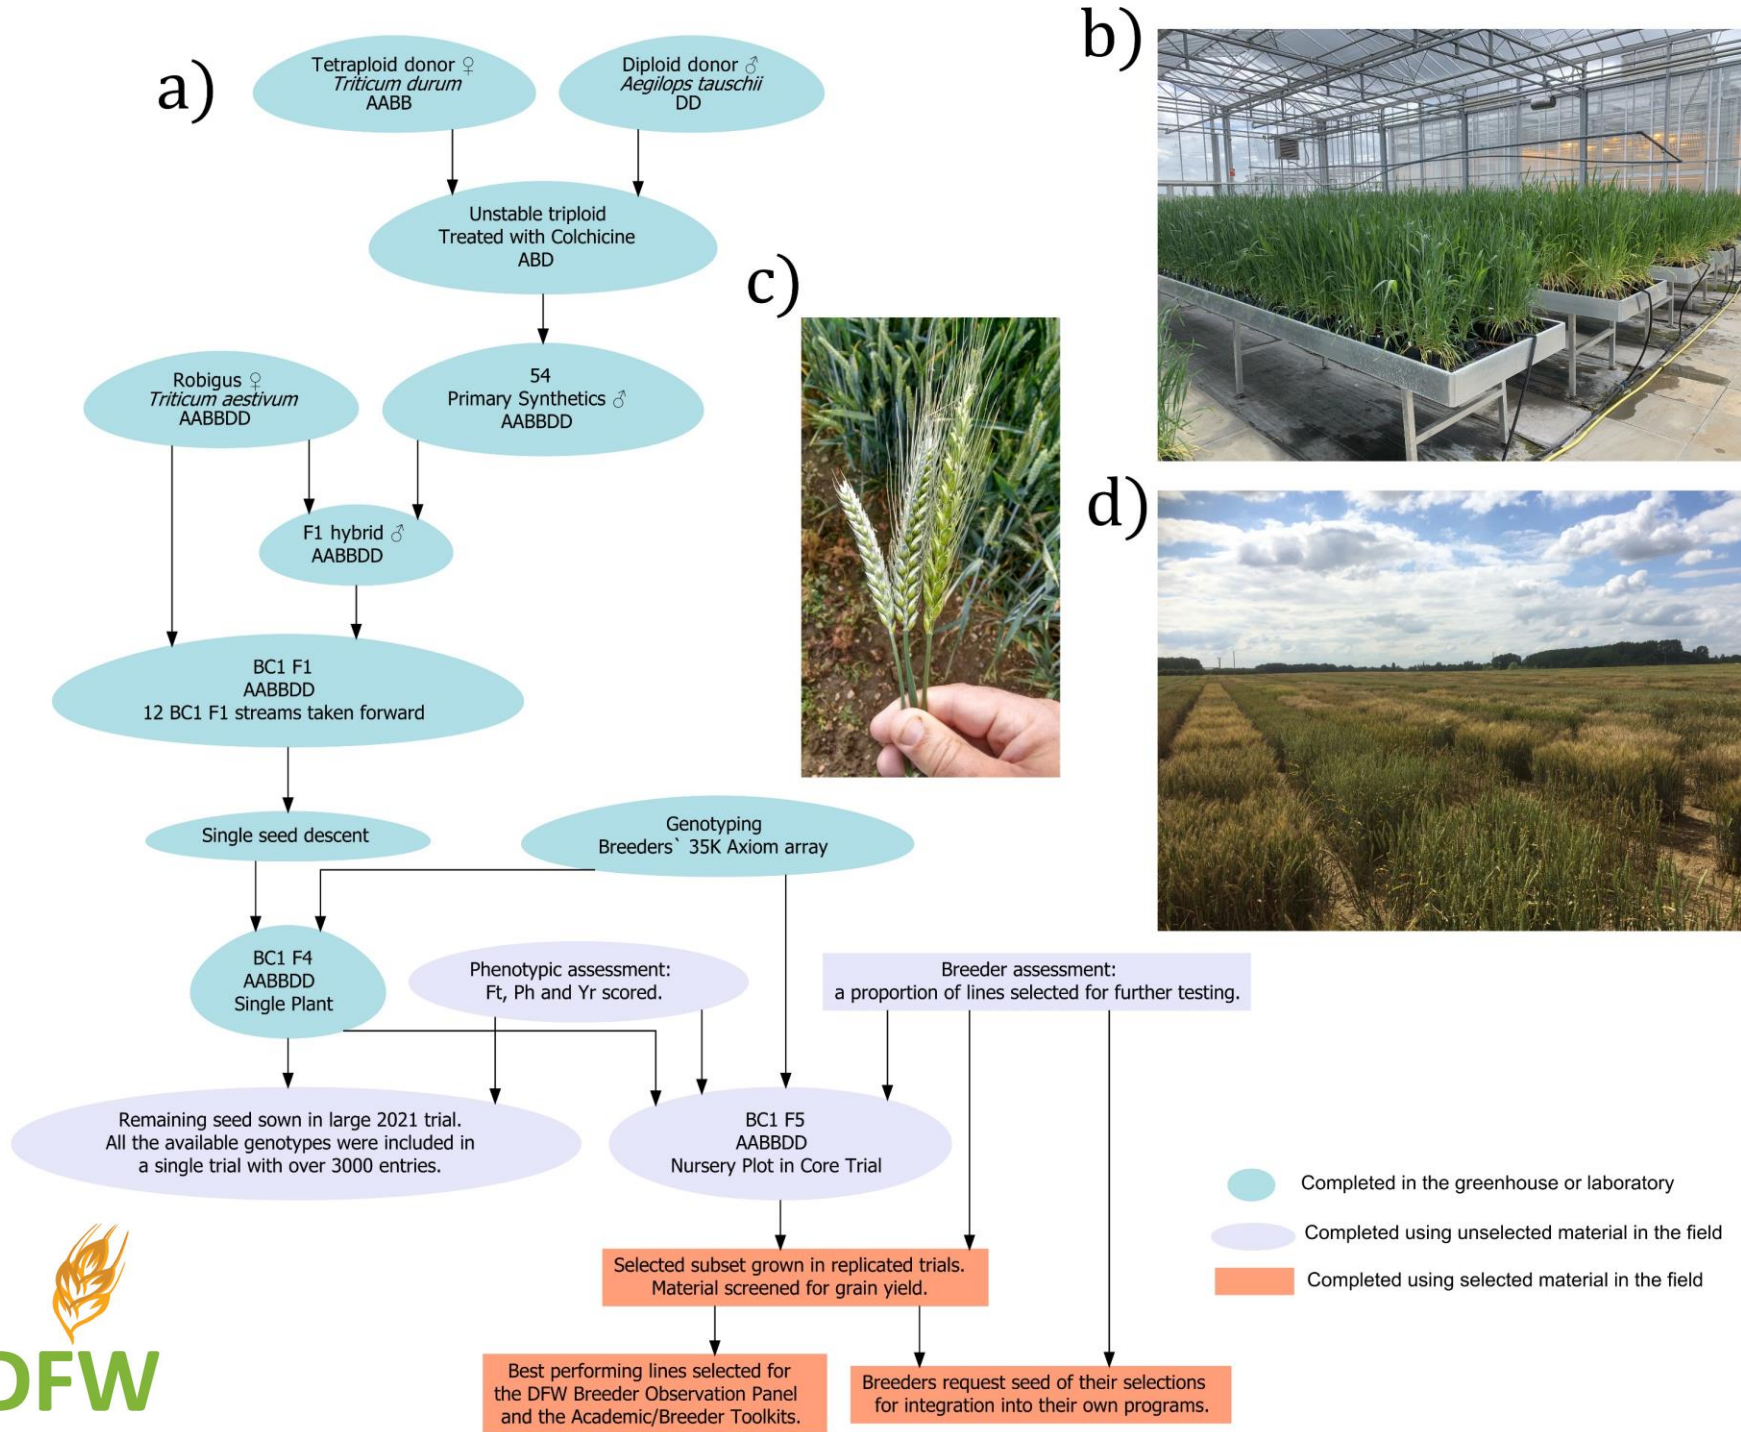 a)
Tetraploid donor ♀
Triticum durum
AABB
Diploid donor ♂
Aegilops tauschii
DD
b)
Unstable triploid
Treated with Colchicine
ABD
c)
Robigus ♀
Triticum aestivum
AABBDD
54
Primary Synthetics ♂
AABBDD
d)
F1 hybrid ♂
AABBDD
BC1 F1
AABBDD
12 BC1 F1 streams taken forward
Single seed descent
Genotyping
Breeders` 35K Axiom array
BC1 F4
AABBDD
Single Plant
Phenotypic assessment:
Ft, Ph and Yr scored.
Breeder assessment:
a proportion of lines selected for further testing.
Remaining seed sown in large 2021 trial.
All the available genotypes were included in
a single trial with over 3000 entries.
BC1 F5
AABBDD
Nursery Plot in Core Trial
Completed in the greenhouse or laboratory
Completed using unselected material in the field
Completed using selected material in the field
Selected subset grown in replicated trials.
Material screened for grain yield.
Best performing lines selected for
the DFW Breeder Observation Panel
and the Academic/Breeder Toolkits.
Breeders request seed of their selections
for integration into their own programs.
DFW